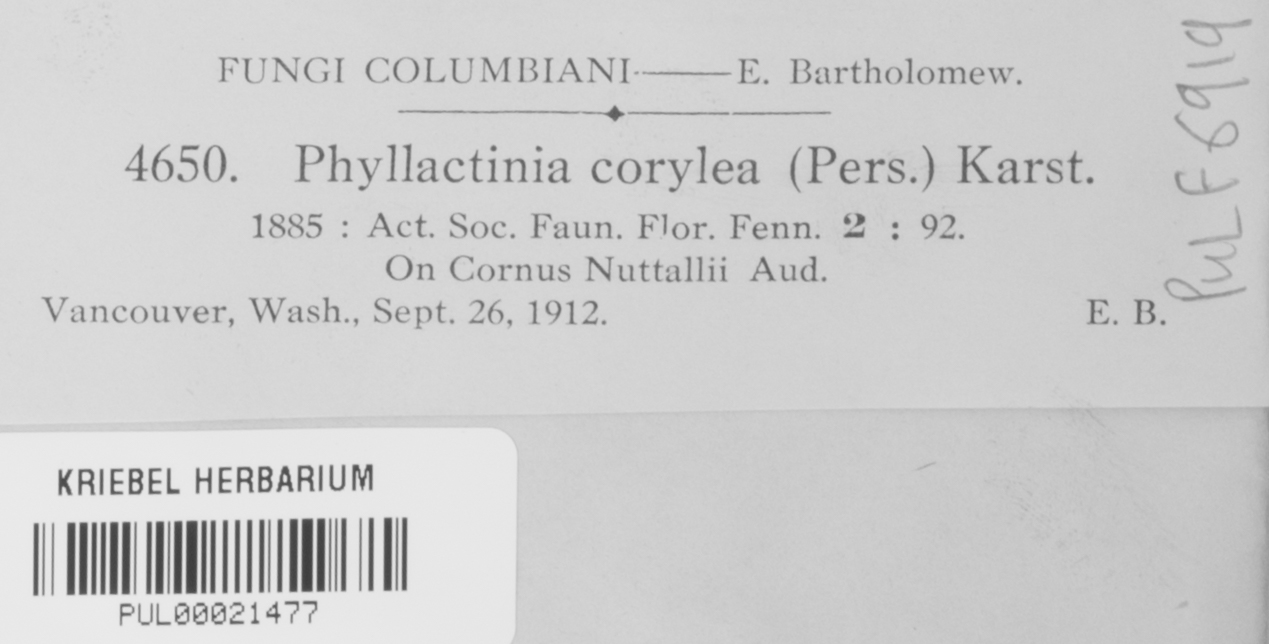 FUNGI COLUMBIANI——E. Bartholomew.
4650. Phyllactinia corylea (Pers.) Karst.
1885 : Act. Soc. Faun. Flor. Fenn. 2 : 92.
On Cornus Nuttallii Aud.
Vancouver, Wash., Sept. 26, 1912. E. B.
PUL F 6919
KRIEBEL HERBARIUM
PUL00021477